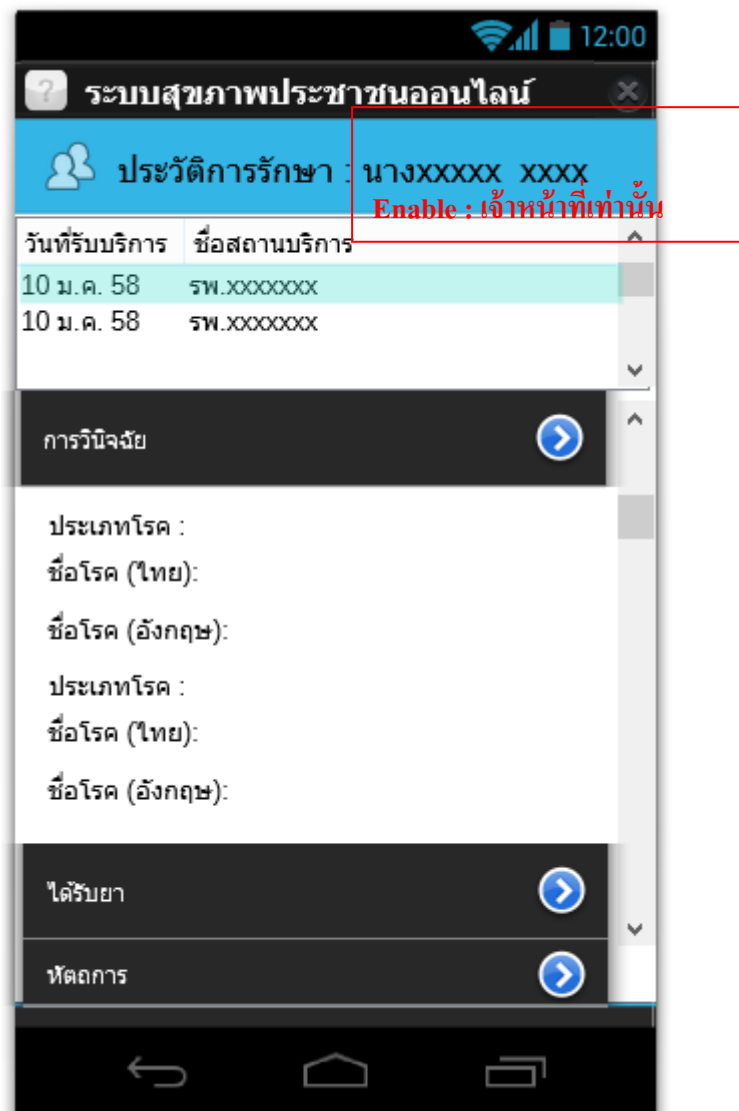 12:00
? ระบบสุขภาพประชาชนออนไลน์
ประวัติการรักษา : นางxxxxx xxxx
Enable : เจ้าหน้าที่เท่านั้น
วันที่รับบริการ ชื่อสถานบริการ
10 ม.ค. 58 รพ.xxxxxxx
10 ม.ค. 58 รพ.xxxxxxx
การวินิจฉัย
ประเภทโรค :
ชื่อโรค (ไทย):
ชื่อโรค (อังกฤษ):
ประเภทโรค :
ชื่อโรค (ไทย):
ชื่อโรค (อังกฤษ):
ได้รับยา
หัตถการ